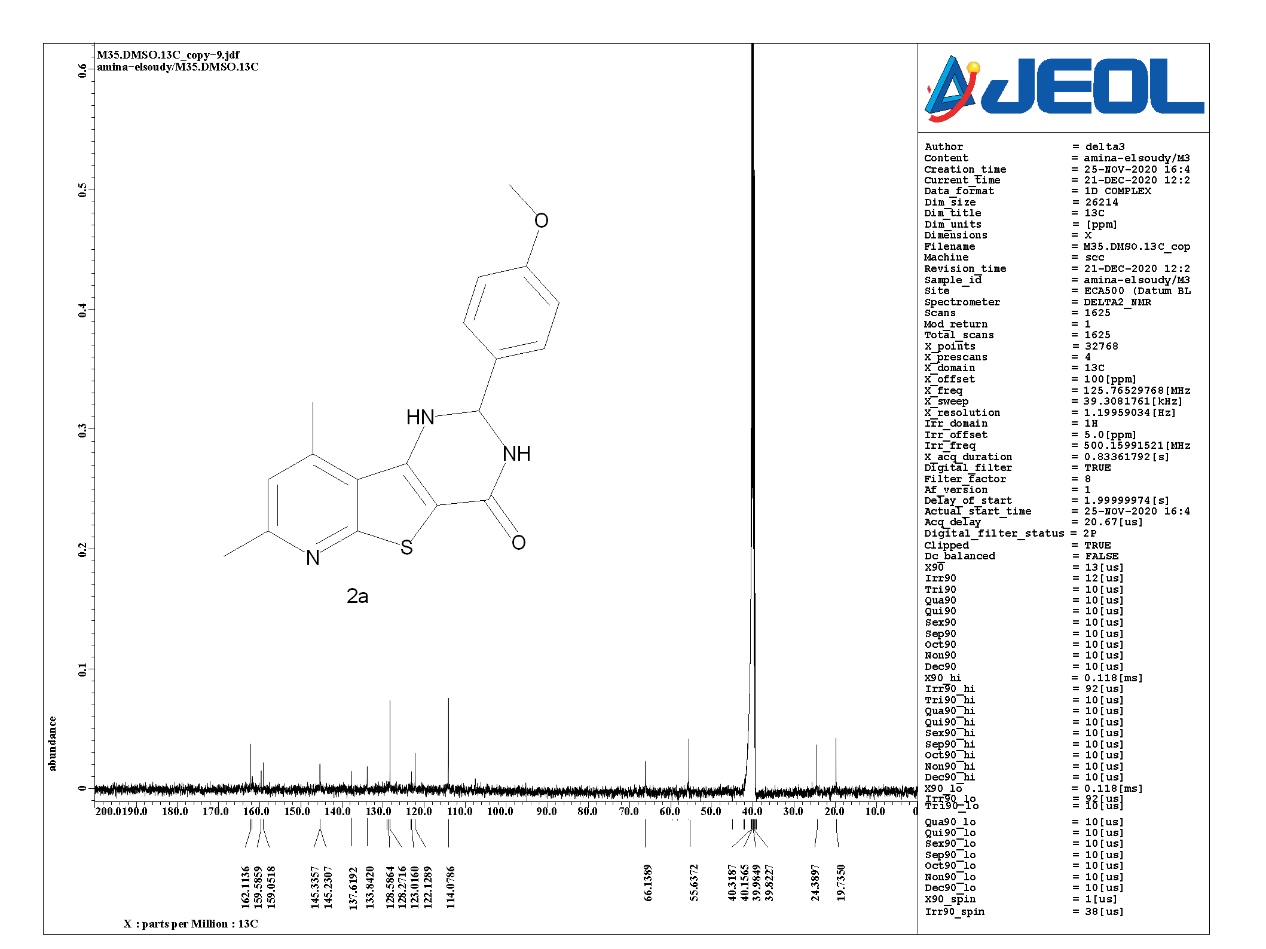 M35.DMSO.13C_copy-9.jdf
amina-elsoudy/M35.DMSO.13C
JEOL
Author = delta3
Content = amina-elsoudy/M3
Creation_time = 25-NOV-2020 16:4
Current_time = 21-DEC-2020 12:2
Data_format = 1D COMPLEX
Dim_size = 26214
Dim_title = 13C
Dim_units = [ppm]
Dimensions = X
Filename = M35.DMSO.13C_cop
Machine = scc
Revision_time = 21-DEC-2020 12:2
Sample_id = amina-elsoudy/M3
Site = ECA500 (Datum BL
Spectrometer = DELTA2_NMR
Scans = 1625
Mod_return = 1
Total_scans = 1625
X_points = 32768
X_prescans = 4
X_domain = 13C
X_offset = 100[ppm]
X_freq = 125.76529768[MHz
X_sweep = 39.3081761[kHz]
X_resolution = 1.19959034[Hz]
Irr_domain = 1H
Irr_offset = 5.0[ppm]
Irr_freq = 500.15991521[MHz
X_acq_duration = 0.83361792[s]
Digital_filter = TRUE
Filter_factor = 8
Af_version = 1
Delay_of_start = 1.99999974[s]
Actual_start_time = 25-NOV-2020 16:4
Acq_delay = 20.67[us]
Digital_filter_status = 2P
Clipped = TRUE
Dc_balanced = FALSE
X90 = 13[us]
Irr90 = 12[us]
Tri90 = 10[us]
Qua90 = 10[us]
Qui90 = 10[us]
Sex90 = 10[us]
Sep90 = 10[us]
Oct90 = 10[us]
Non90 = 10[us]
Dec90 = 10[us]
X90_hi = 0.118[ms]
Irr90_hi = 92[us]
Tri90_hi = 10[us]
Qua90_hi = 10[us]
Qui90_hi = 10[us]
Sex90_hi = 10[us]
Sep90_hi = 10[us]
Oct90_hi = 10[us]
Non90_hi = 10[us]
Dec90_hi = 10[us]
X90_lo = 0.118[ms]
Irr90_lo = 92[us]
Tri90_lo = 10[us]
Qua90_lo = 10[us]
Qui90_lo = 10[us]
Sex90_lo = 10[us]
Sep90_lo = 10[us]
Oct90_lo = 10[us]
Non90_lo = 10[us]
Dec90_lo = 10[us]
X90_spin = 1[us]
Irr90_spin = 38[us]
0.6
0.5
0.4
0.3
0.2
0.1
0
abundance
O
HN
NH
O
S
N
2a
200.0 190.0 180.0 170.0 160.0 150.0 140.0 130.0 120.0 110.0 100.0 90.0 80.0 70.0 60.0 50.0 40.0 30.0 20.0 10.0 0
162.1136
159.5859
159.0518
145.3357
145.2307
137.6192
133.8420
128.5864
128.2716
123.0160
122.1289
114.0786
66.1389
55.6372
40.3187
40.1565
39.9849
39.8227
24.3897
19.7350
X : parts per Million : 13C